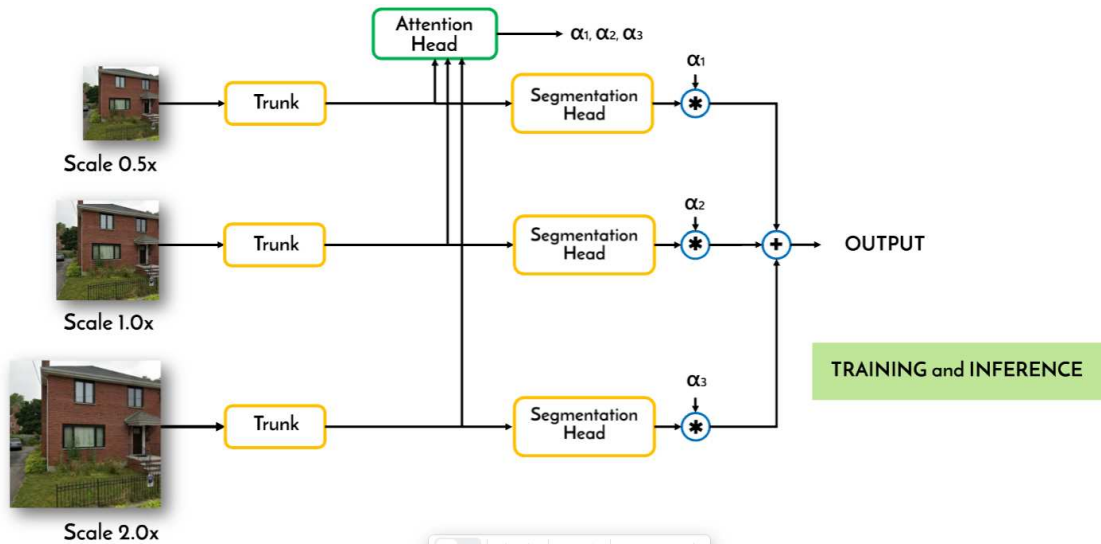 Attention
Head
α1, α2, α3
α1
Trunk
Segmentation
Head
*
Scale 0.5x
α2
Trunk
Segmentation
Head
*
+
OUTPUT
Scale 1.0x
TRAINING and INFERENCE
α3
Trunk
Segmentation
Head
*
Scale 2.0x